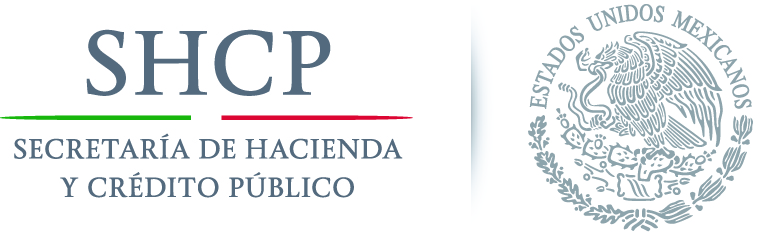 SHCP
SECRETARÍA DE HACIENDA
Y CRÉDITO PÚBLICO
ESTADOS UNIDOS MEXICANOS